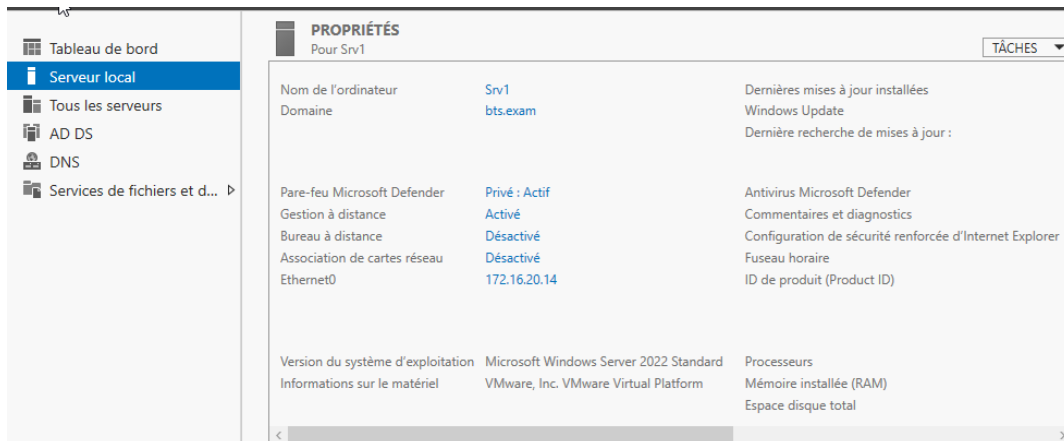 PROPRIÉTÉS
Pour Srv1
TÂCHES
Tableau de bord
Serveur local
Tous les serveurs
AD DS
DNS
Services de fichiers et d...
Nom de l'ordinateur Srv1 Dernières mises à jour installées
Domaine bts.exam Windows Update
Dernière recherche de mises à jour :
Pare-feu Microsoft Defender Privé : Actif Antivirus Microsoft Defender
Gestion à distance Activé Commentaires et diagnostics
Bureau à distance Désactivé Configuration de sécurité renforcée d'Internet Explorer
Association de cartes réseau Désactivé Fuseau horaire
Ethernet0 172.16.20.14 ID de produit (Product ID)
Version du système d'exploitation Microsoft Windows Server 2022 Standard Processeurs
Informations sur le matériel VMware, Inc. VMware Virtual Platform Mémoire installée (RAM)
Espace disque total